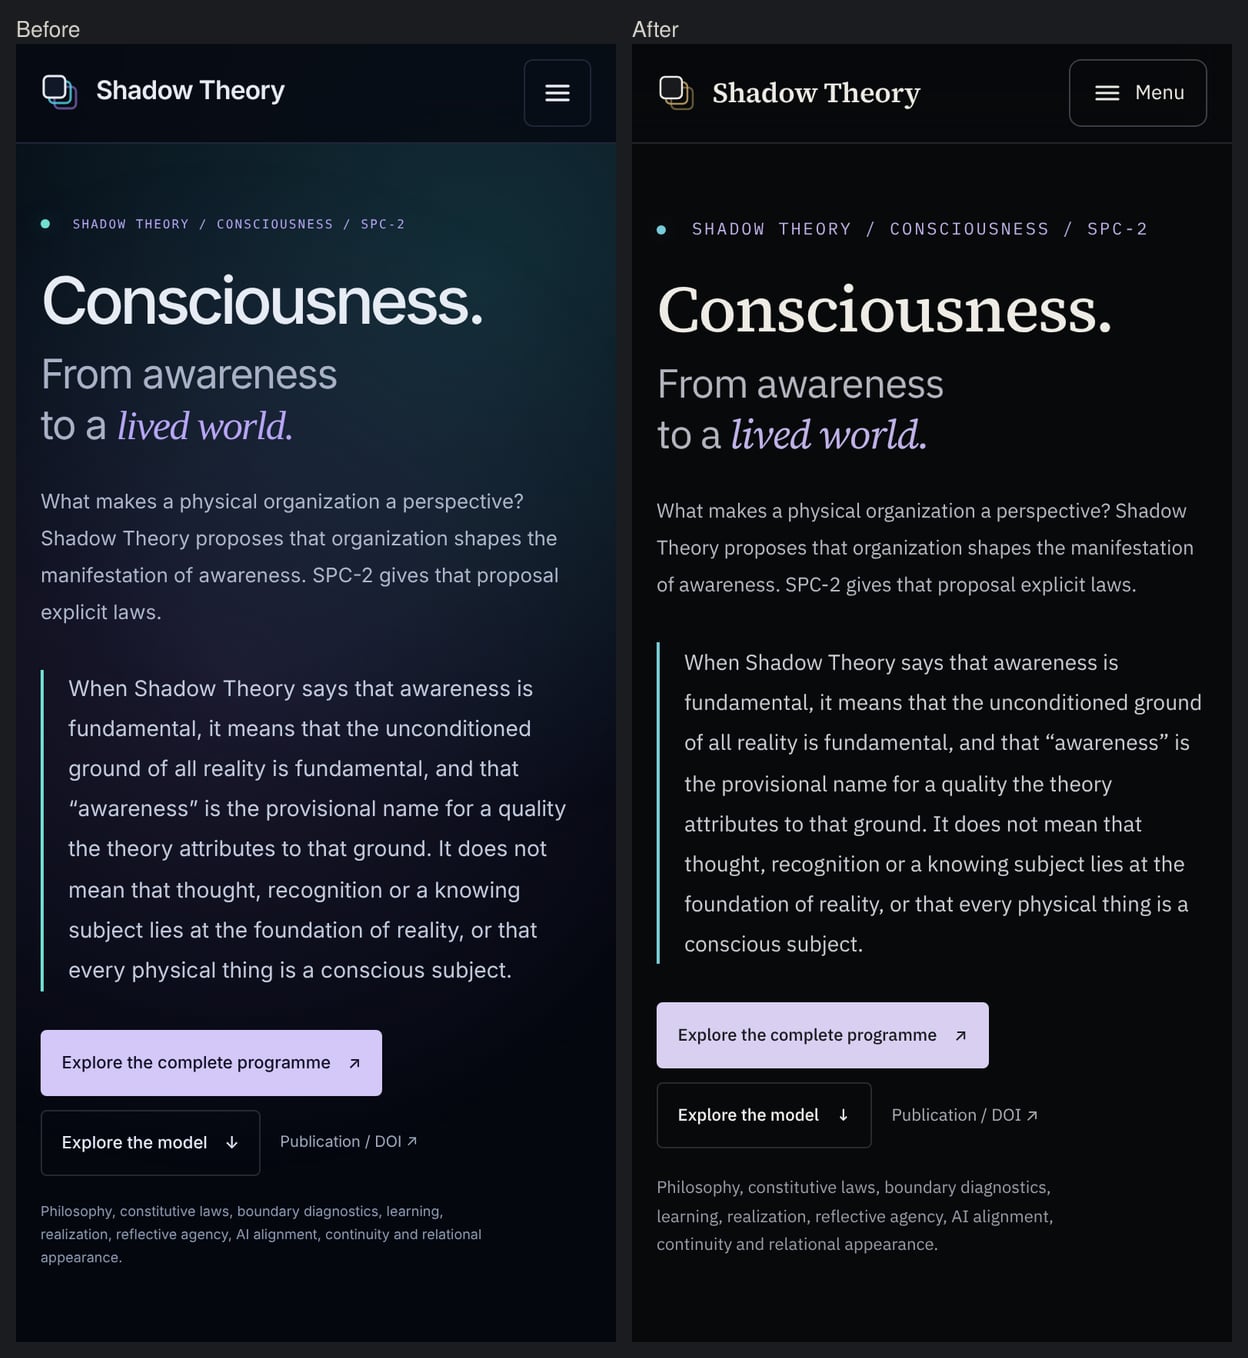 Before
Shadow Theory
SHADOW THEORY / CONSCIOUSNESS / SPC-2
Consciousness.
From awareness
to a lived world.
What makes a physical organization a perspective?
Shadow Theory proposes that organization shapes the
manifestation of awareness. SPC-2 gives that proposal
explicit laws.
When Shadow Theory says that awareness is
fundamental, it means that the unconditioned
ground of all reality is fundamental, and that
“awareness” is the provisional name for a quality
the theory attributes to that ground. It does not
mean that thought, recognition or a knowing
subject lies at the foundation of reality, or that
every physical thing is a conscious subject.
Explore the complete programme ↗
Explore the model ↓
Publication / DOI ↗
Philosophy, constitutive laws, boundary diagnostics, learning,
realization, reflective agency, AI alignment, continuity and relational
appearance.
After
Shadow Theory
Menu
SHADOW THEORY / CONSCIOUSNESS / SPC-2
Consciousness.
From awareness
to a lived world.
What makes a physical organization a perspective? Shadow
Theory proposes that organization shapes the manifestation
of awareness. SPC-2 gives that proposal explicit laws.
When Shadow Theory says that awareness is
fundamental, it means that the unconditioned ground
of all reality is fundamental, and that “awareness” is
the provisional name for a quality the theory
attributes to that ground. It does not mean that
thought, recognition or a knowing subject lies at the
foundation of reality, or that every physical thing is a
conscious subject.
Explore the complete programme ↗
Explore the model ↓
Publication / DOI ↗
Philosophy, constitutive laws, boundary diagnostics,
learning, realization, reflective agency, AI alignment,
continuity and relational appearance.